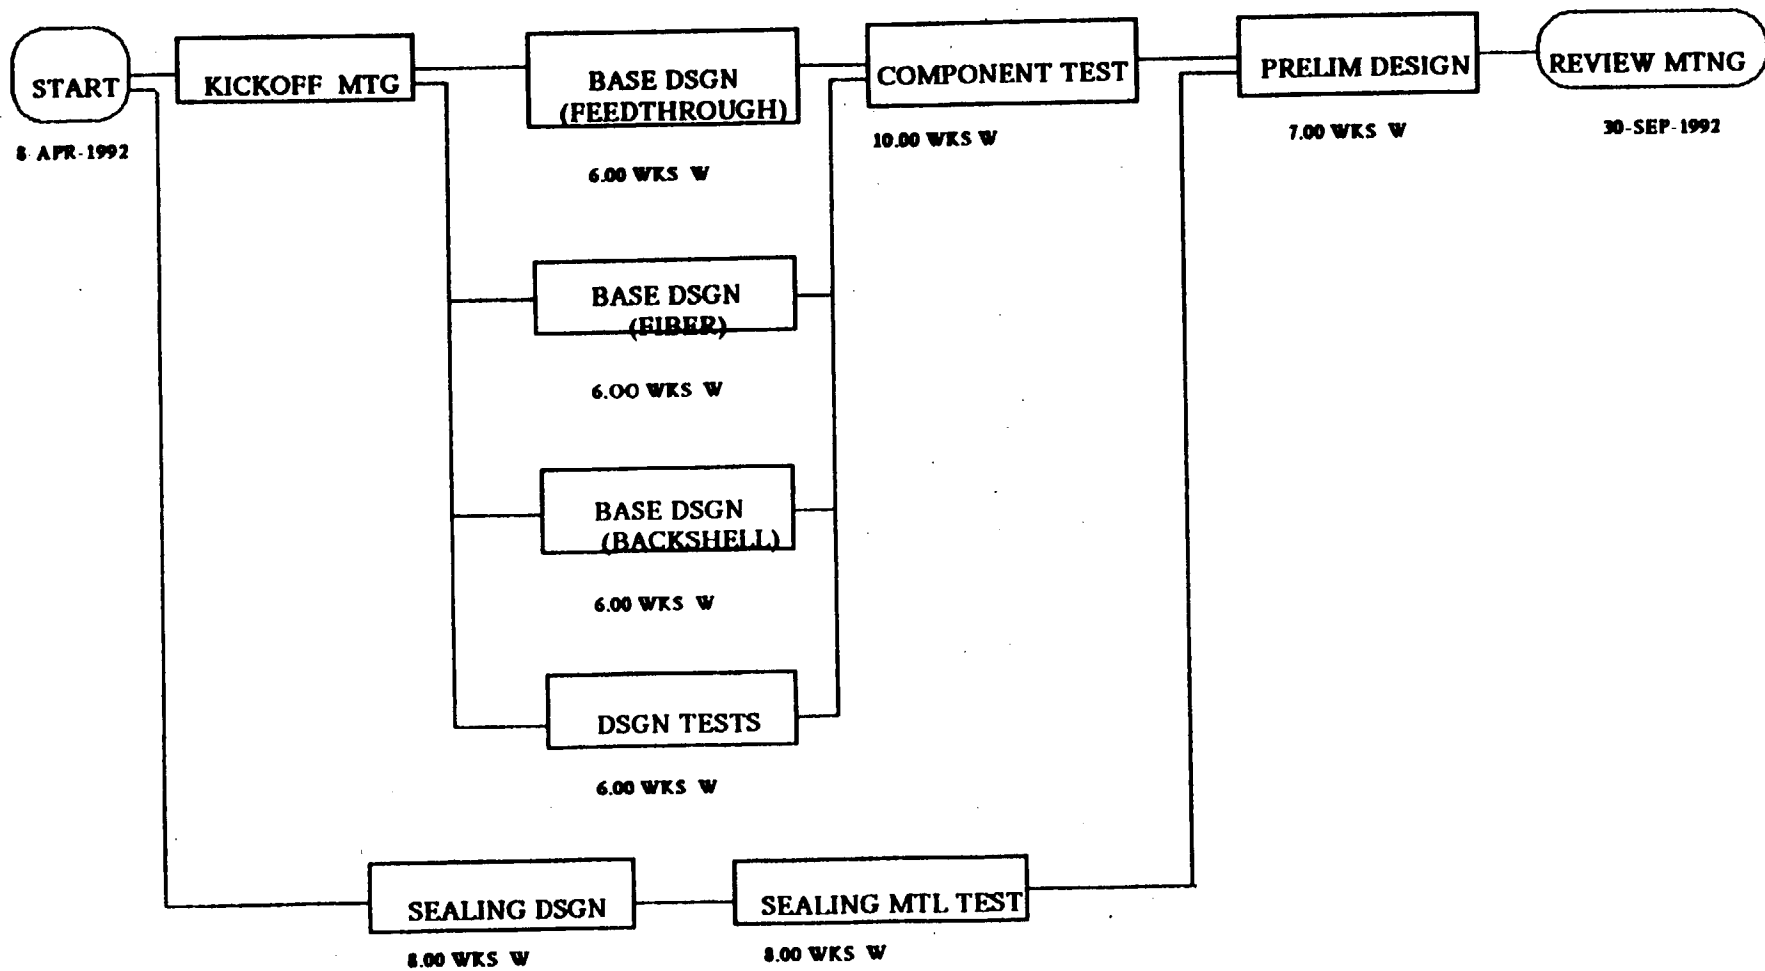 START
8 APR-1992
KICKOFF MTG
BASE DSGN
(FEEDTHROUGH)
6.00 WKS W
COMPONENT TEST
10.00 WKS W
PRELIM DESIGN
7.00 WKS W
REVIEW MTNG
30-SEP-1992
BASE DSGN
(FIBER)
6.00 WKS W
BASE DSGN
(BACKSHELL)
6.00 WKS W
DSGN TESTS
6.00 WKS W
SEALING DSGN
8.00 WKS W
SEALING MTL TEST
8.00 WKS W